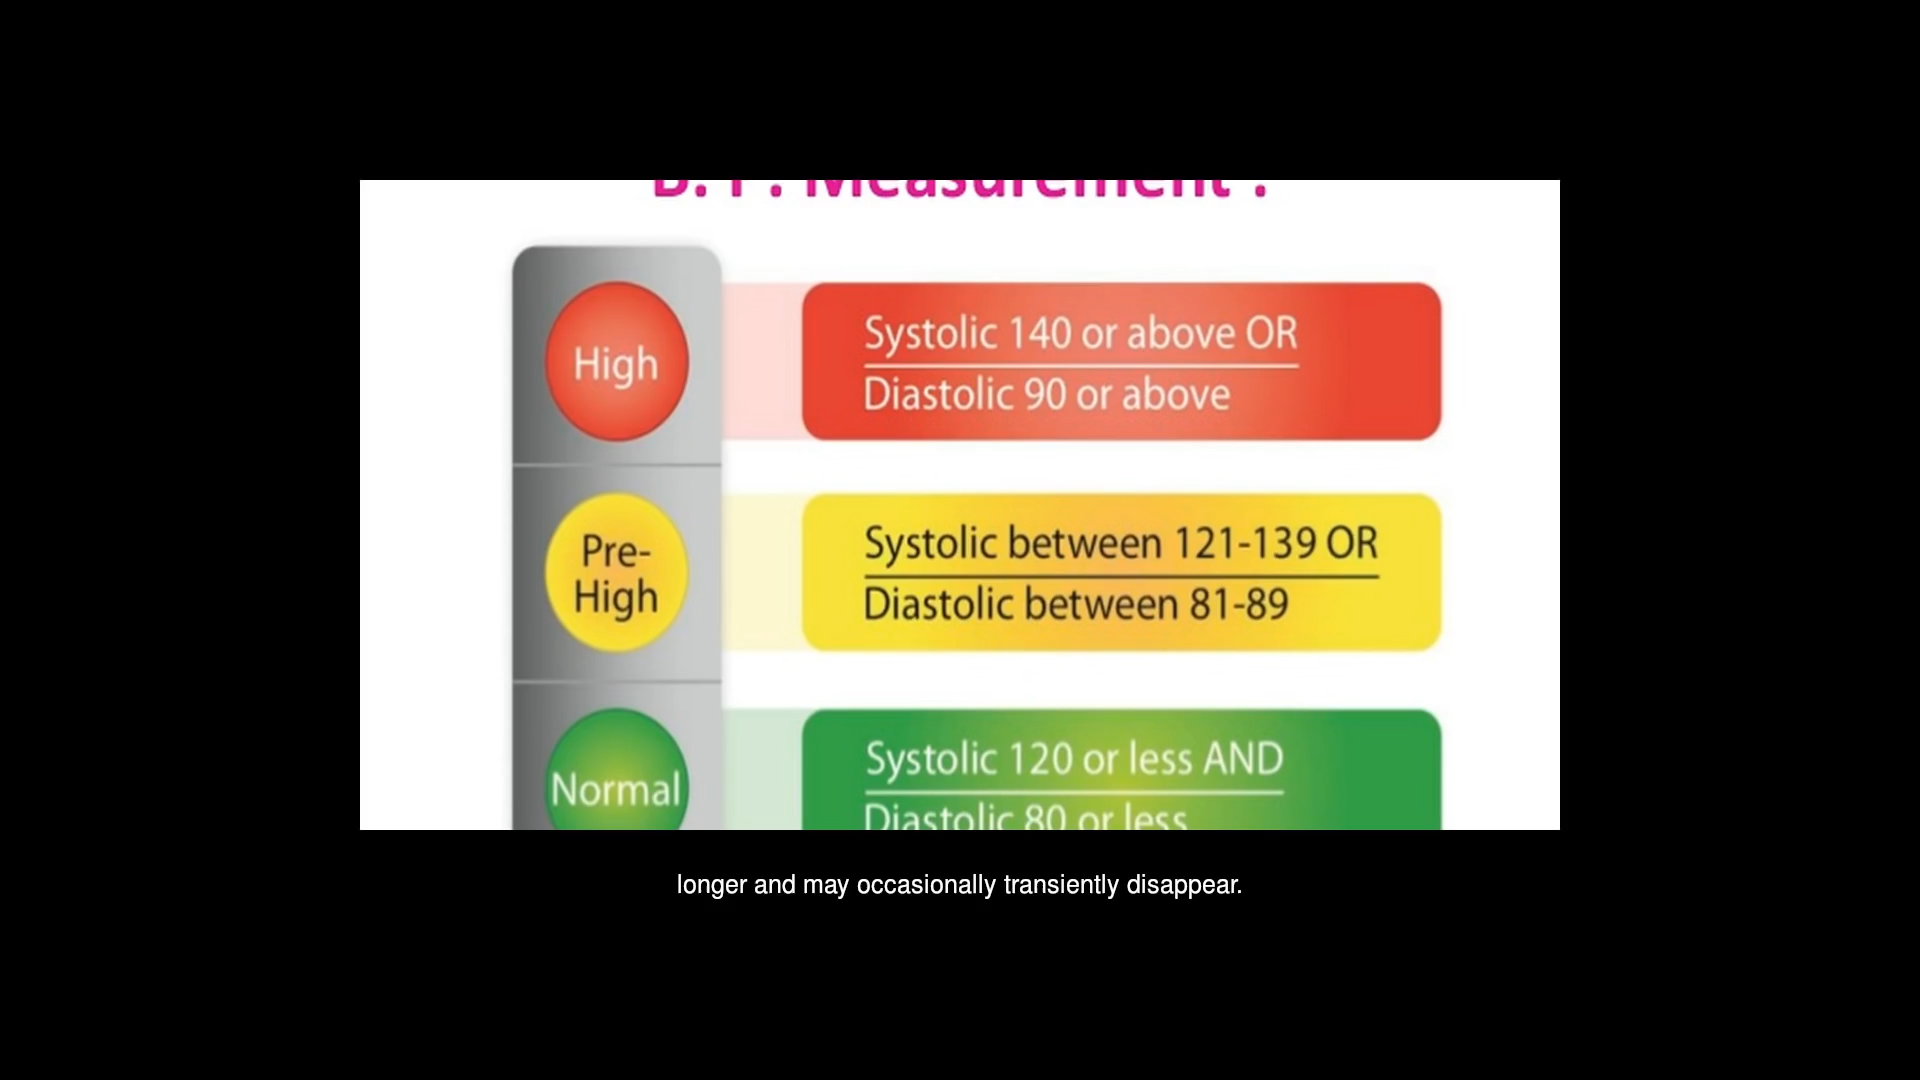 B. P. Measurement :
High
Systolic 140 or above OR
Diastolic 90 or above
Pre-
High
Systolic between 121-139 OR
Diastolic between 81-89
Normal
Systolic 120 or less AND
Diastolic 80 or less
longer and may occasionally transiently disappear.